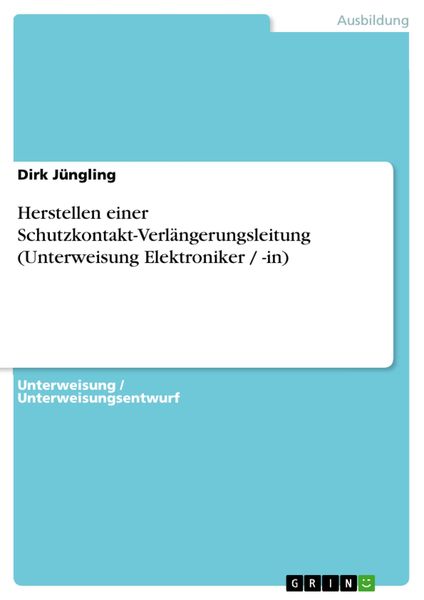 Ausbildung
Dirk Jüngling
Herstellen einer
Schutzkontakt-Verlängerungsleitung
(Unterweisung Elektroniker / -in)
Unterweisung /
Unterweisungsentwurf
GRIN